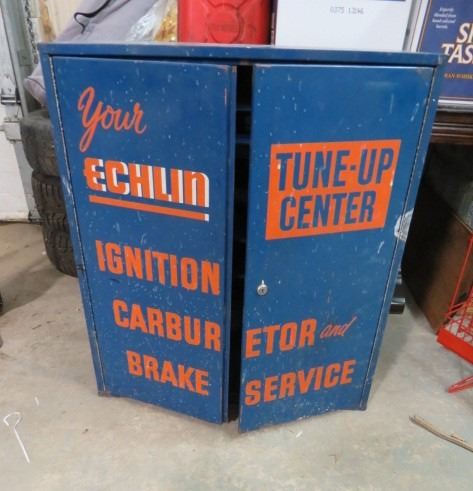 Your
ECHLIN
IGNITION
CARBUR
BRAKE
TUNE-UP
CENTER
ETOR and
SERVICE